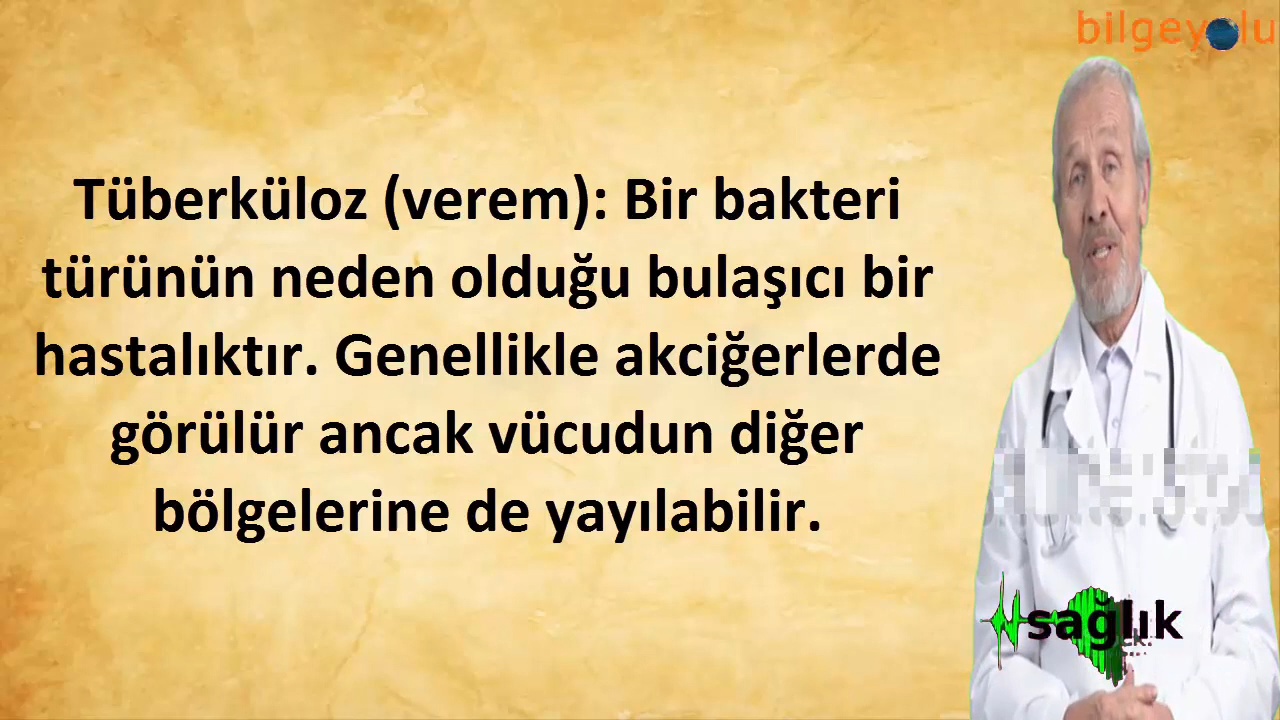 bilgeyolu
Tüberküloz (verem): Bir bakteri
türünün neden olduğu bulaşıcı bir
hastalıktır. Genellikle akciğerlerde
görülür ancak vücudun diğer
bölgelerine de yayılabilir.
sağlık